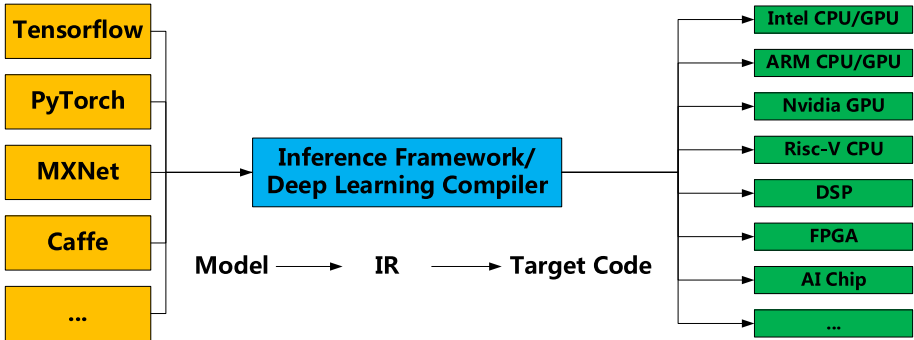 Tensorflow
PyTorch
MXNet
Caffe
...
Inference Framework/
Deep Learning Compiler
Model
IR
Target Code
Intel CPU/GPU
ARM CPU/GPU
Nvidia GPU
Risc-V CPU
DSP
FPGA
AI Chip
...